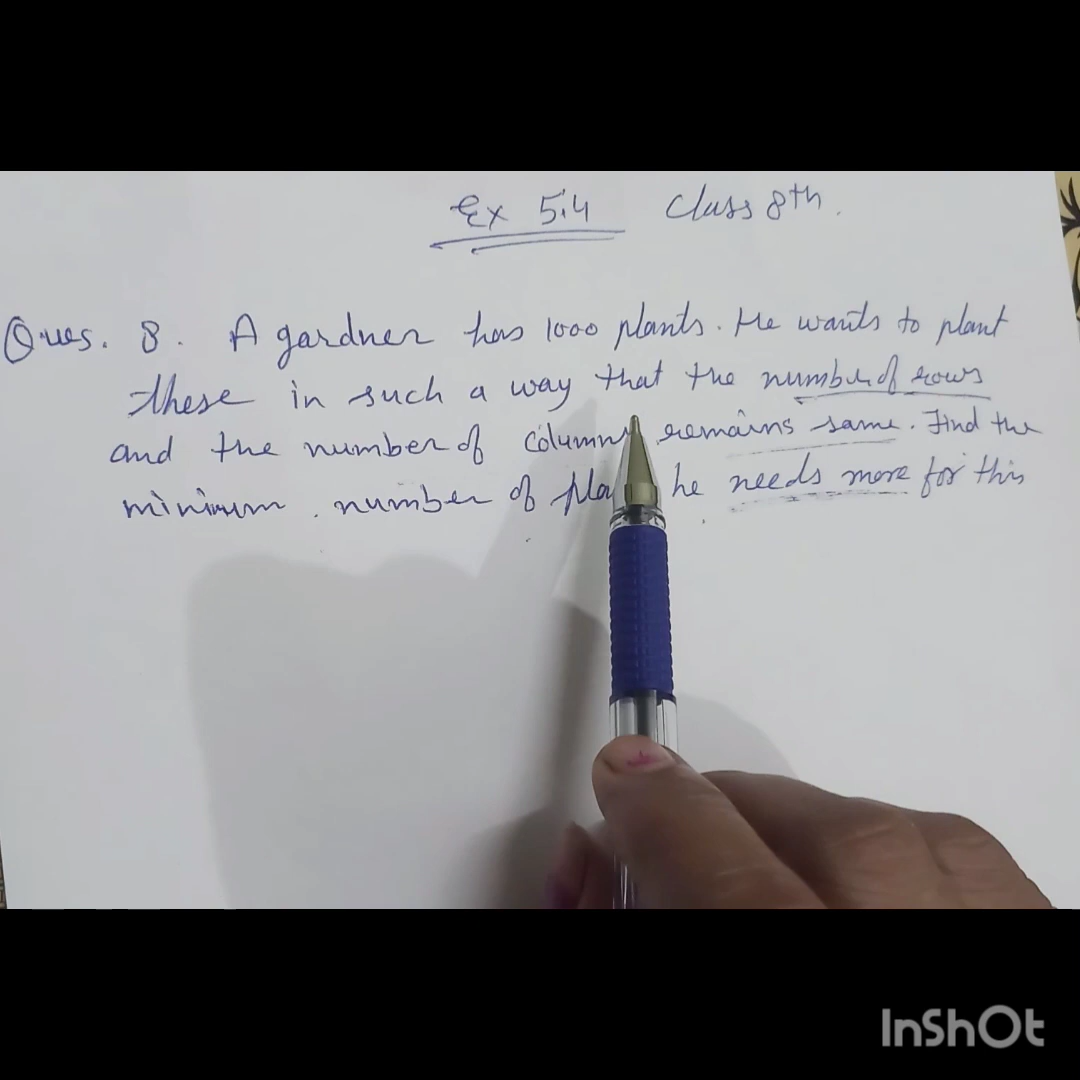 Ex 5.4 Class 8th.
Ques. 8. A gardner has 1000 plants. He wants to plant
these in such a way that the number of rows
and the number of column remains same. Find the
minimum number of he needs more for this
InShOt